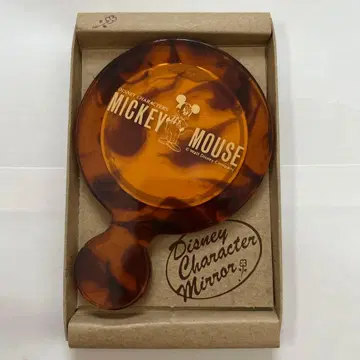 DISNEY CHARACTERS
MICKEY MOUSE
© Walt Disney Company
Disney
Character
Mirror